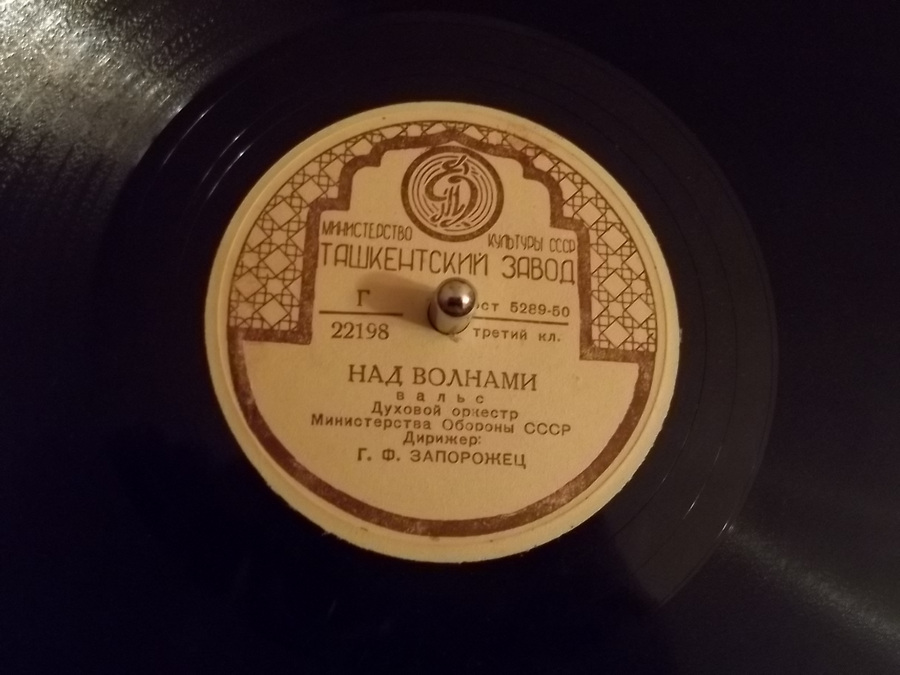 МИНИСТЕРСТВО КУЛЬТУРЫ СССР
ТАШКЕНТСКИЙ ЗАВОД
Г
22198
5289-50
третий кл.
НАД ВОЛНАМИ
вальс
Духовой оркестр
Министерства Обороны СССР
Дирижер:
Г. Ф. ЗАПОРОЖЕЦ